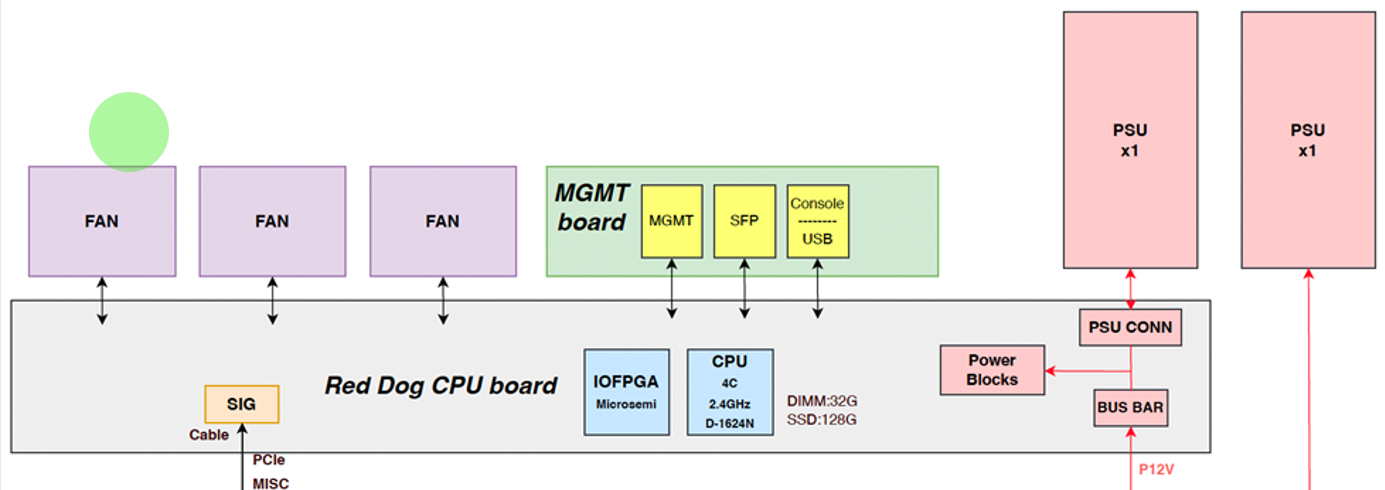 PSU
x1
PSU
x1
FAN
FAN
FAN
MGMT
board
MGMT
SFP
Console
--------
USB
PSU CONN
Power
Blocks
BUS BAR
Red Dog CPU board
IOFPGA
Microsemi
CPU
4C
2.4GHz
D-1624N
DIMM:32G
SSD:128G
SIG
Cable
PCIe
MISC
P12V